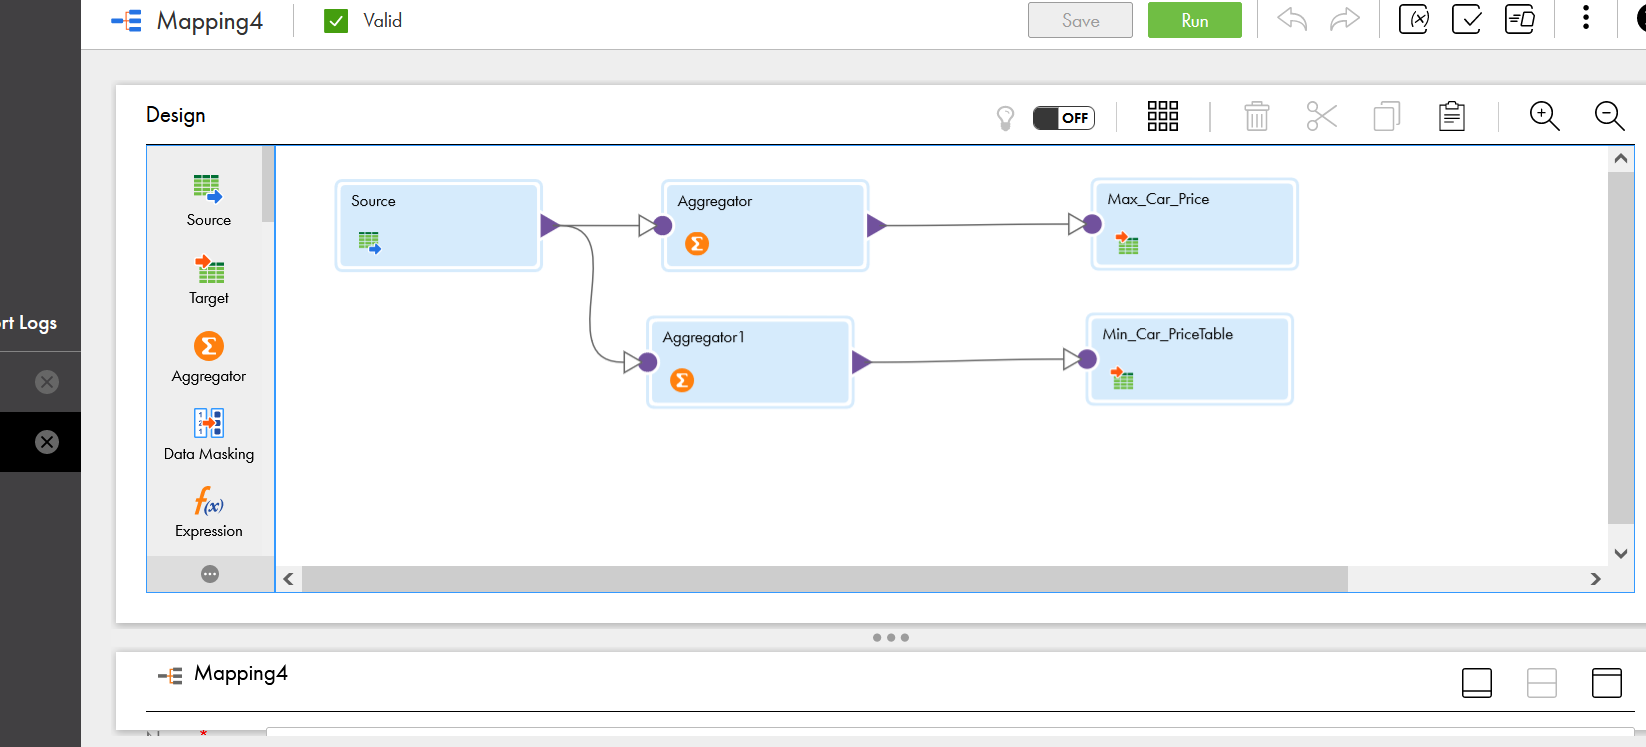 Mapping4
Valid
Save
Run
Design
OFF
Source
Target
rt Logs
Aggregator
Data Masking
f(x)
Expression
Source
Aggregator
Max_Car_Price
Aggregator1
Min_Car_PriceTable
Mapping4